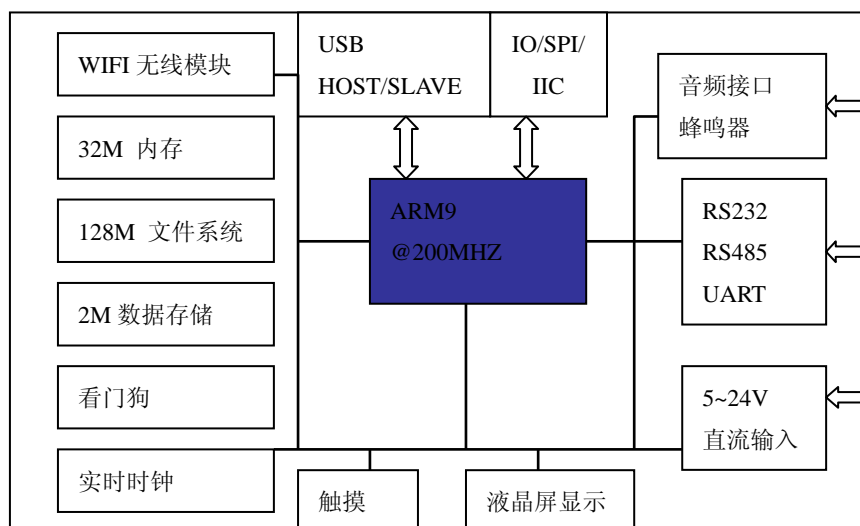 WIFI 无线模块
32M 内存
128M 文件系统
2M 数据存储
看门狗
实时时钟
USB
HOST/SLAVE
IO/SPI/
IIC
ARM9
@200MHZ
音频接口
蜂鸣器
RS232
RS485
UART
5~24V
直流输入
触摸
液晶屏显示